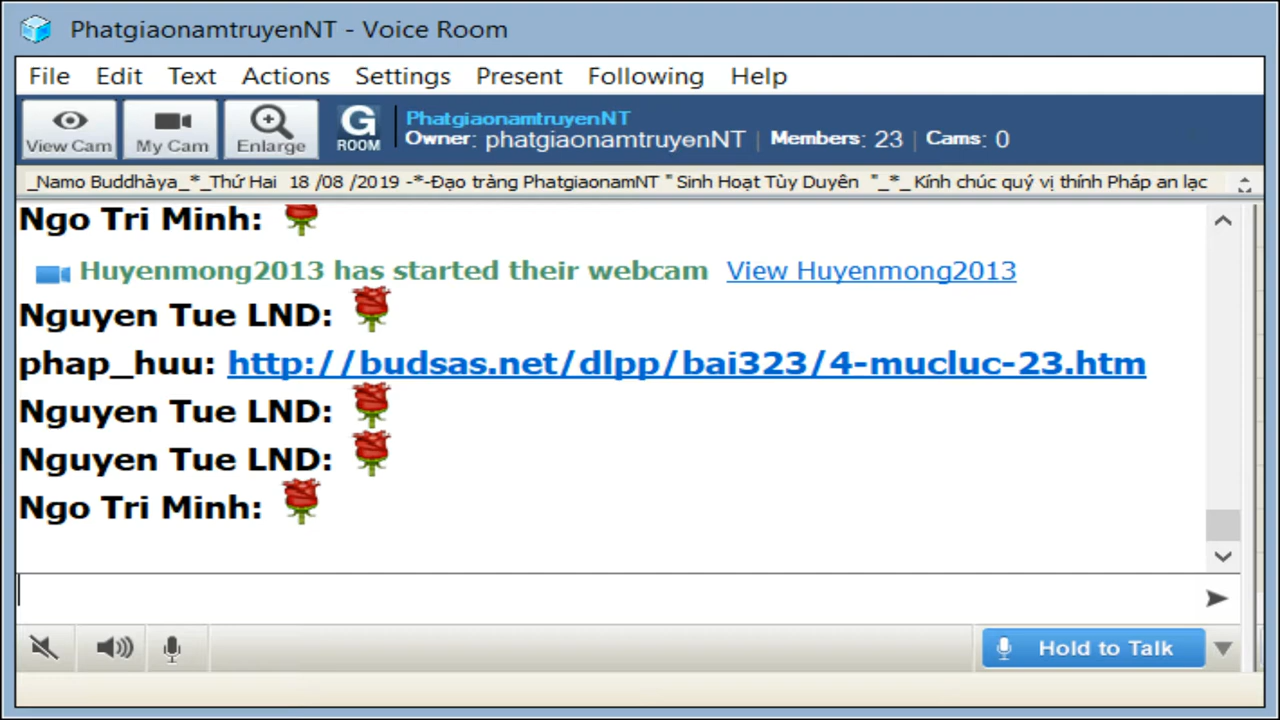 PhatgiaonamtruyenNT - Voice Room
File Edit Text Actions Settings Present Following Help
View Cam My Cam Enlarge G ROOM
PhatgiaonamtruyenNT
Owner: phatgiaonamtruyenNT | Members: 23 | Cams: 0
_Namo Buddhàya_*_Thứ Hai 18 /08 /2019 -*-Đạo tràng PhatgiaonamNT " Sinh Hoạt Tùy Duyên "_*_ Kính chúc quý vị thính Pháp an lạc
Ngo Tri Minh:
Huyenmong2013 has started their webcam View Huyenmong2013
Nguyen Tue LND:
phap_huu: http://budsas.net/dlpp/bai323/4-mucluc-23.htm
Nguyen Tue LND:
Nguyen Tue LND:
Ngo Tri Minh:
Hold to Talk